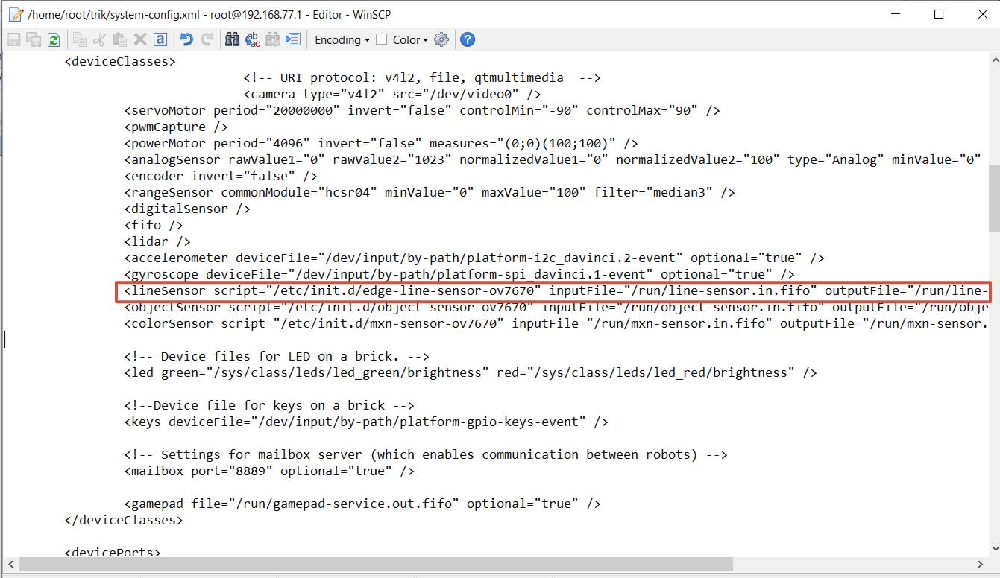 /home/root/trik/system-config.xml - root@192.168.77.1 - Editor - WinSCP
Encoding Color
<deviceClasses>
<!-- URI protocol: v4l2, file, qtmultimedia  -->
<camera type="v4l2" src="/dev/video0" />
<servoMotor period="20000000" invert="false" controlMin="-90" controlMax="90" />
<pwmCapture />
<powerMotor period="4096" invert="false" measures="(0;0)(100;100)" />
<analogSensor rawValue1="0" rawValue2="1023" normalizedValue1="0" normalizedValue2="100" type="Analog" minValue="0"
<encoder invert="false" />
<rangeSensor commonModule="hcsr04" minValue="0" maxValue="100" filter="median3" />
<digitalSensor />
<fifo />
<lidar />
<accelerometer deviceFile="/dev/input/by-path/platform-i2c_davinci.2-event" optional="true" />
<gyroscope deviceFile="/dev/input/by-path/platform-spi_davinci.1-event" optional="true" />
<lineSensor script="/etc/init.d/edge-line-sensor-ov7670" inputFile="/run/line-sensor.in.fifo" outputFile="/run/line-
<objectSensor script="/etc/init.d/object-sensor-ov7670" inputFile="/run/object-sensor.in.fifo" outputFile="/run/obje
<colorSensor script="/etc/init.d/mxn-sensor-ov7670" inputFile="/run/mxn-sensor.in.fifo" outputFile="/run/mxn-sensor.
<!-- Device files for LED on a brick. -->
<led green="/sys/class/leds/led_green/brightness" red="/sys/class/leds/led_red/brightness" />
<!--Device file for keys on a brick -->
<keys deviceFile="/dev/input/by-path/platform-gpio-keys-event" />
<!-- Settings for mailbox server (which enables communication between robots) -->
<mailbox port="8889" optional="true" />
<gamepad file="/run/gamepad-service.out.fifo" optional="true" />
</deviceClasses>
<devicePorts>